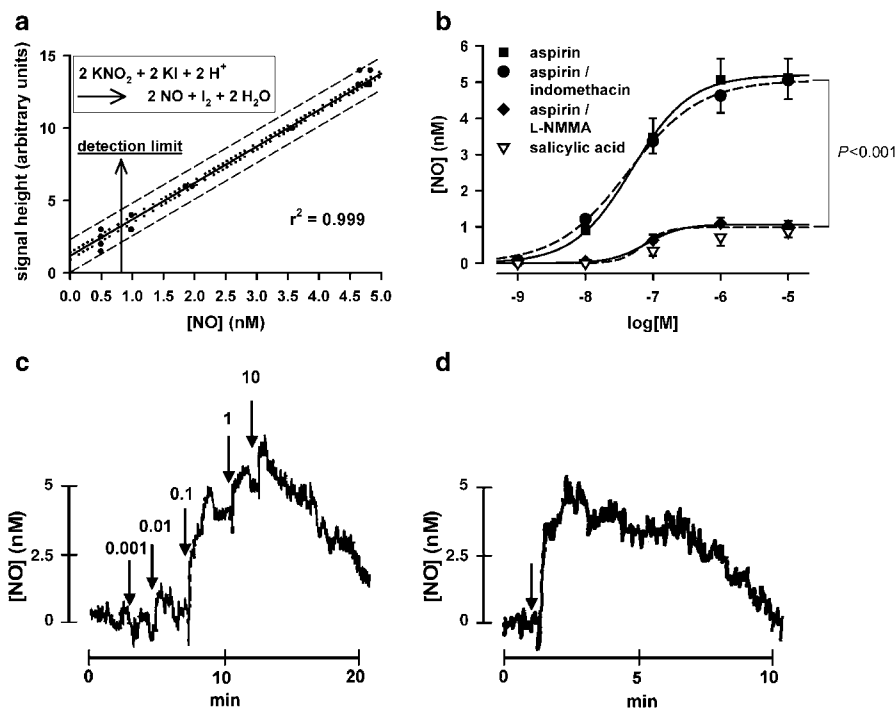 a
signal height (arbitrary units)
15
10
5
0
2 KNO₂ + 2 KI + 2 H⁺
2 NO + I₂ + 2 H₂O
detection limit
r² = 0.999
0.0 0.5 1.0 1.5 2.0 2.5 3.0 3.5 4.0 4.5 5.0
[NO] (nM)
b
[NO] (nM)
6
5
4
3
2
1
0
aspirin
aspirin /
indomethacin
aspirin /
L-NMMA
salicylic acid
P<0.001
-9 -8 -7 -6 -5
log[M]
c
[NO] (nM)
5
2.5
0
0.001
0.01
0.1
1
10
0 10 20
min
d
[NO] (nM)
5
2.5
0
0 5 10
min